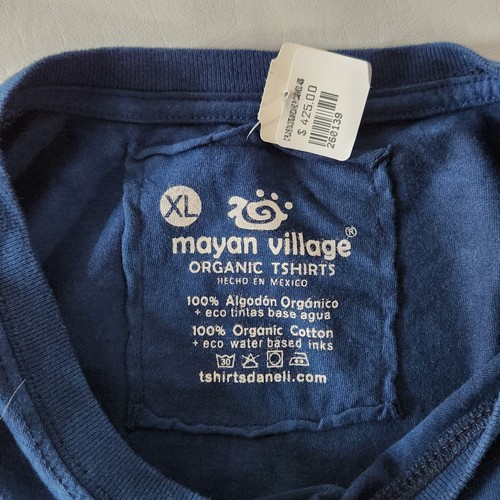 $ 425.00
260139
XL
mayan village®
ORGANIC TSHIRTS
HECHO EN MEXICO
100% Algodón Orgánico
+ eco tintas base agua
100% Organic Cotton
+ eco water based inks
30
tshirtsdaneli.com